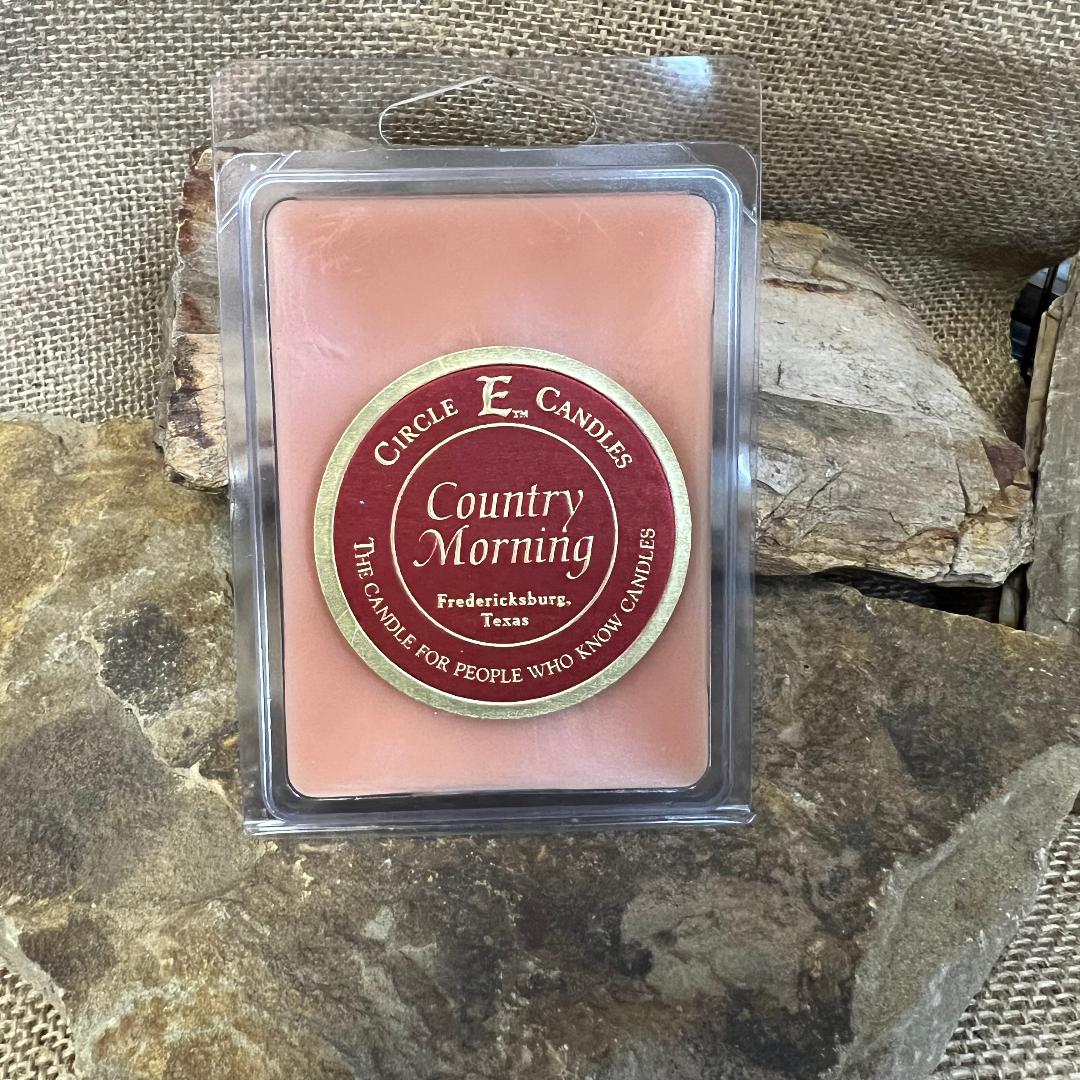 CIRCLE E™ CANDLES
Country
Morning
Fredericksburg,
Texas
THE CANDLE FOR PEOPLE WHO KNOW CANDLES